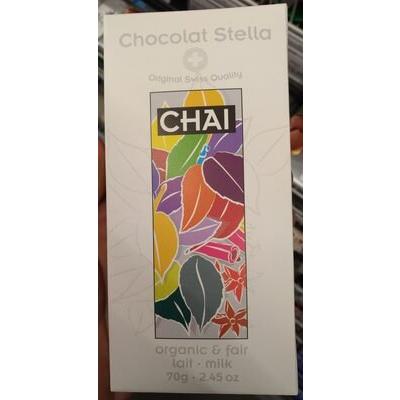 Chocolat Stella
Original Swiss Quality
CHAI
organic & fair
lait - milk
70g - 2.45 oz